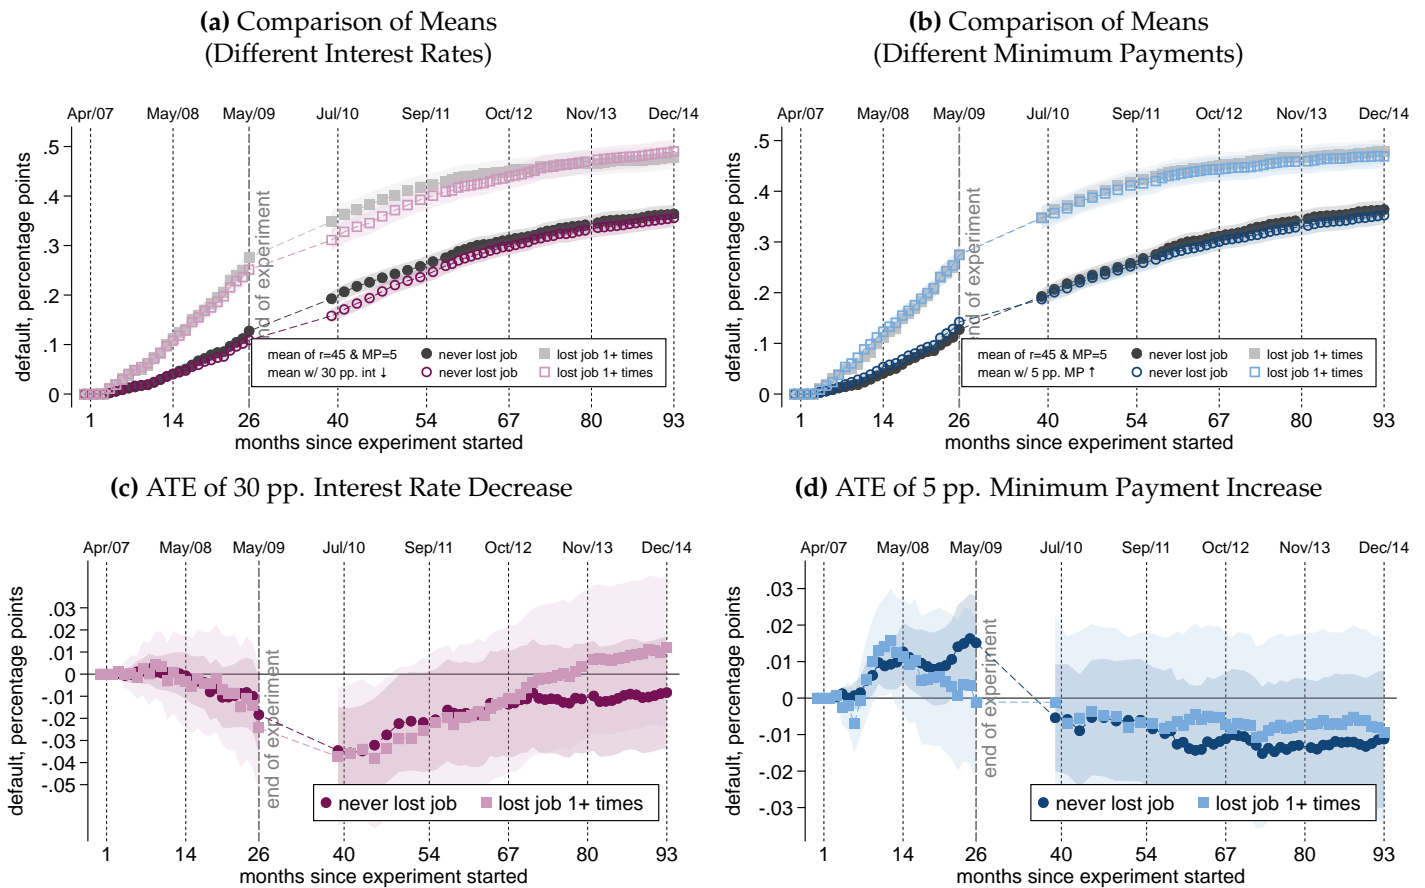 (a) Comparison of Means
(Different Interest Rates)
Apr/07 May/08 May/09 Jul/10 Sep/11 Oct/12 Nov/13 Dec/14
default, percentage points
.5
.4
.3
.2
.1
0
end of experiment
mean of r=45 & MP=5 never lost job lost job 1+ times
mean w/ 30 pp. int ↓ never lost job lost job 1+ times
1 14 26 40 54 67 80 93
months since experiment started
(b) Comparison of Means
(Different Minimum Payments)
Apr/07 May/08 May/09 Jul/10 Sep/11 Oct/12 Nov/13 Dec/14
default, percentage points
.5
.4
.3
.2
.1
0
end of experiment
mean of r=45 & MP=5 never lost job lost job 1+ times
mean w/ 5 pp. MP ↑ never lost job lost job 1+ times
1 14 26 40 54 67 80 93
months since experiment started
(c) ATE of 30 pp. Interest Rate Decrease
Apr/07 May/08 May/09 Jul/10 Sep/11 Oct/12 Nov/13 Dec/14
default, percentage points
.03
.02
.01
0
-.01
-.02
-.03
-.04
-.05
end of experiment
never lost job lost job 1+ times
1 14 26 40 54 67 80 93
months since experiment started
(d) ATE of 5 pp. Minimum Payment Increase
Apr/07 May/08 May/09 Jul/10 Sep/11 Oct/12 Nov/13 Dec/14
default, percentage points
.03
.02
.01
0
-.01
-.02
-.03
end of experiment
never lost job lost job 1+ times
1 14 26 40 54 67 80 93
months since experiment started